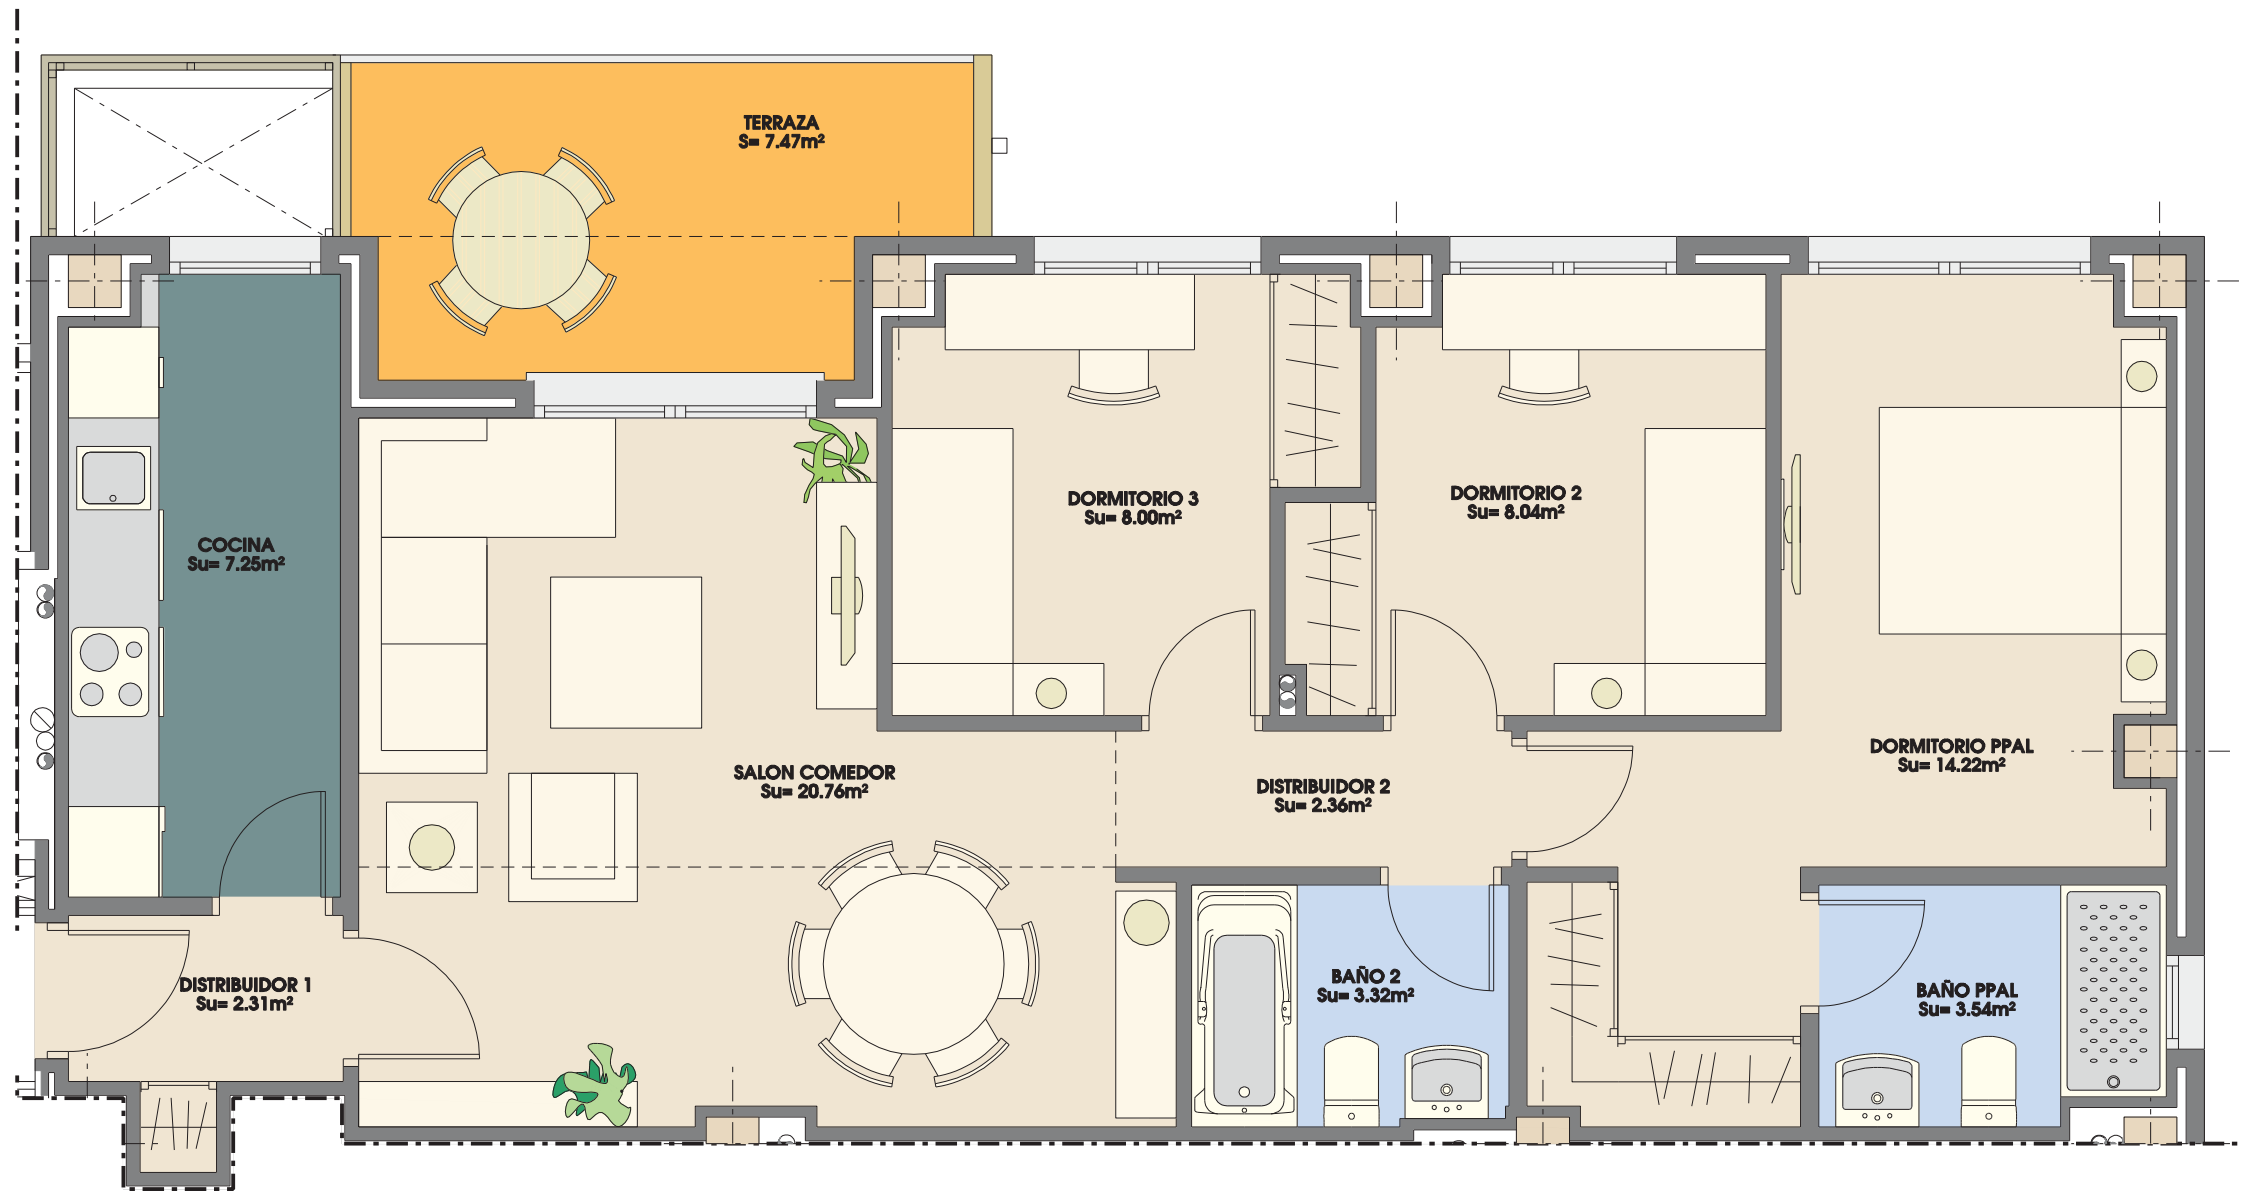 TERRAZA
S= 7.47m²
COCINA
Su= 7.25m²
DORMITORIO 3
Su= 8.00m²
DORMITORIO 2
Su= 8.04m²
DORMITORIO PPAL
Su= 14.22m²
SALON COMEDOR
Su= 20.76m²
DISTRIBUIDOR 2
Su= 2.36m²
DISTRIBUIDOR 1
Su= 2.31m²
BAÑO 2
Su= 3.32m²
BAÑO PPAL
Su= 3.54m²